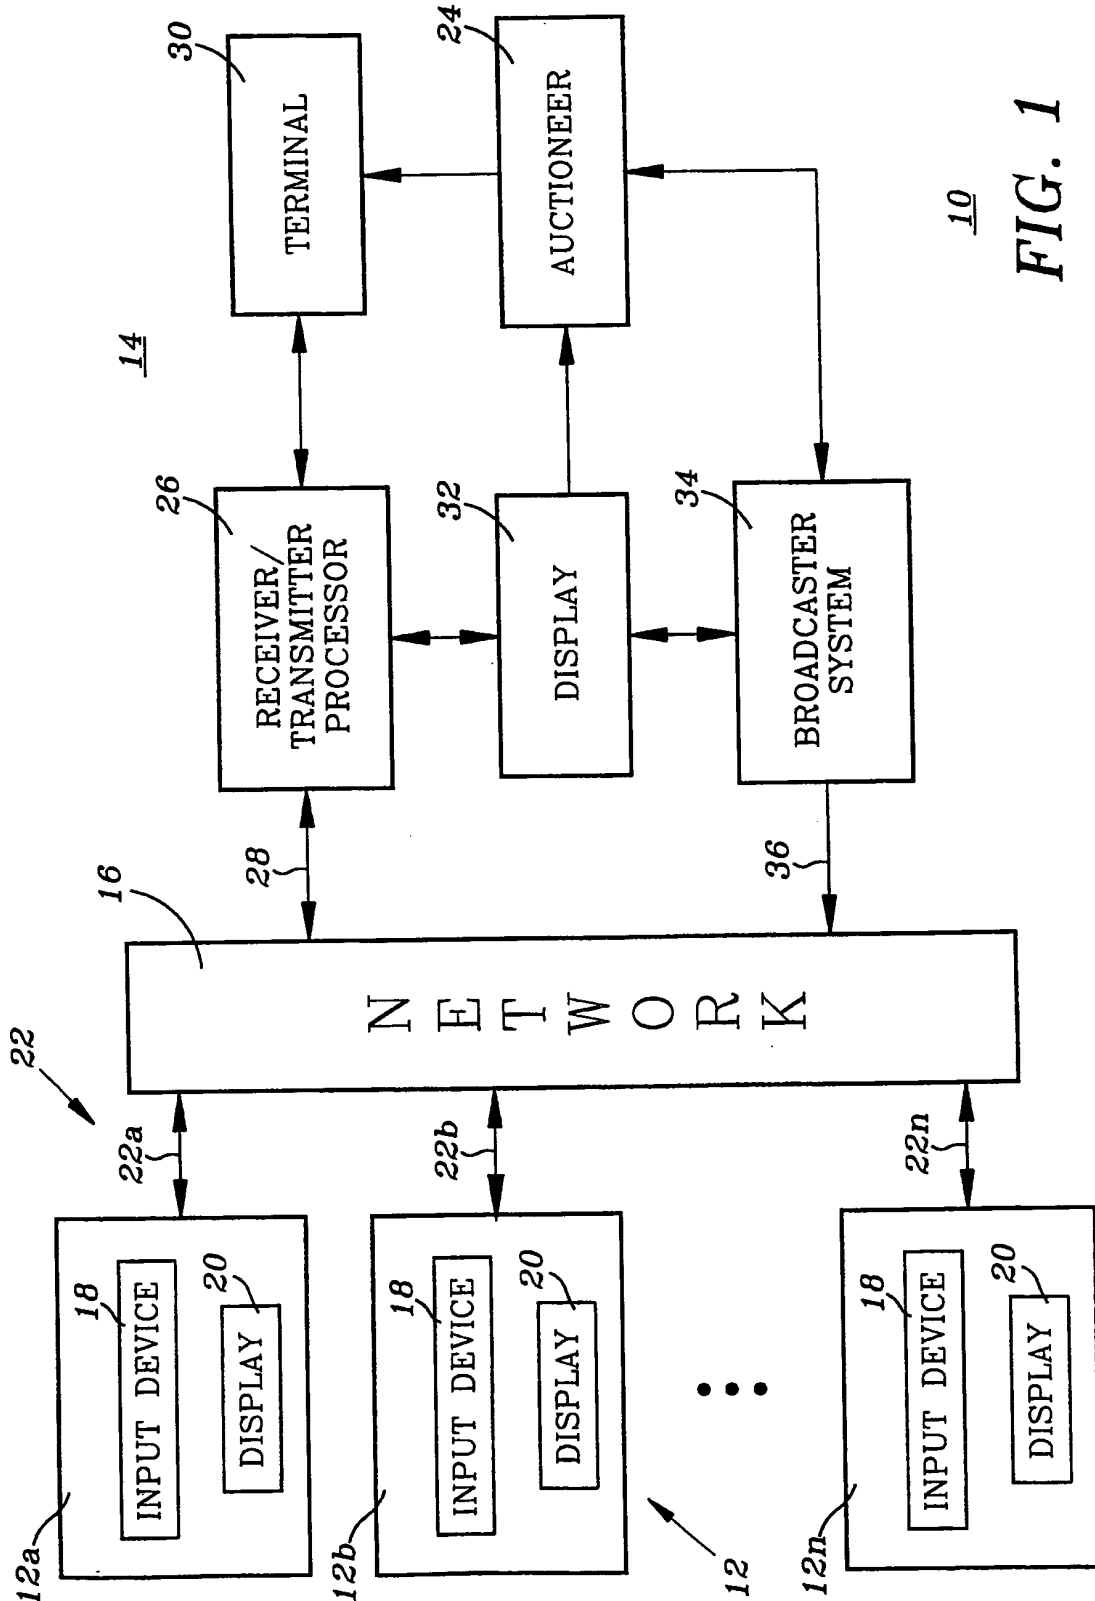 12a
18
INPUT DEVICE
20
DISPLAY
12b
18
INPUT DEVICE
20
DISPLAY
12
12n
18
INPUT DEVICE
20
DISPLAY
22
22a
22b
22n
16
NETWORK
28
36
26
RECEIVER/
TRANSMITTER
PROCESSOR
32
DISPLAY
34
BROADCASTER
SYSTEM
14
30
TERMINAL
24
AUCTIONEER
10
FIG. 1